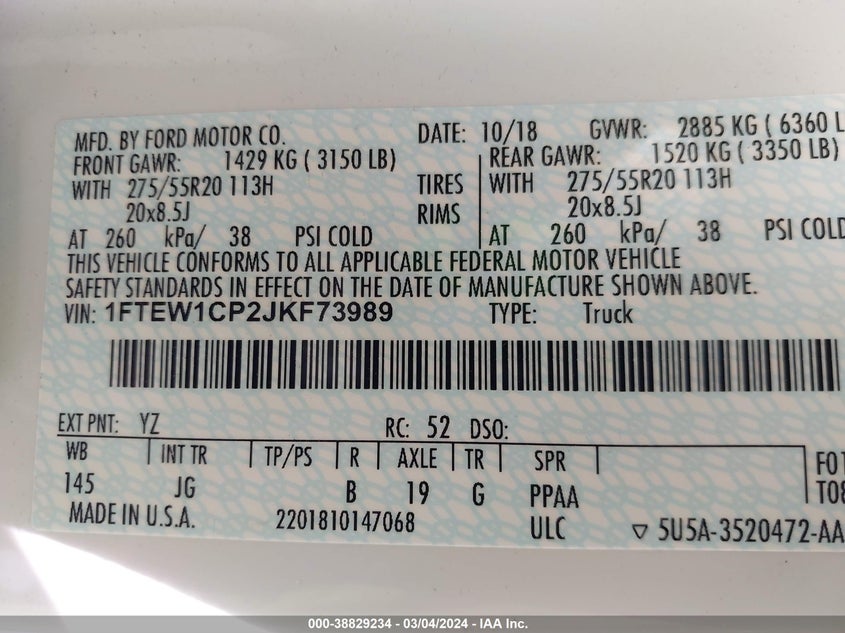 MFD. BY FORD MOTOR CO. DATE: 10/18 GVWR: 2885 KG ( 6360 L
FRONT GAWR: 1429 KG ( 3150 LB) REAR GAWR: 1520 KG ( 3350 LB)
WITH 275/55R20 113H TIRES WITH 275/55R20 113H
20x8.5J RIMS 20x8.5J
AT 260 kPa/ 38 PSI COLD AT 260 kPa/ 38 PSI COLD
THIS VEHICLE CONFORMS TO ALL APPLICABLE FEDERAL MOTOR VEHICLE
SAFETY STANDARDS IN EFFECT ON THE DATE OF MANUFACTURE SHOWN ABOVE.
VIN: 1FTEW1CP2JKF73989 TYPE: Truck
EXT PNT: YZ RC: 52 DSO:
WB INT TR TP/PS R AXLE TR SPR
145 JG B 19 G PPAA
FO1
TO8
MADE IN U.S.A. 2201810147068 ULC ▽ 5U5A-3520472-AA
000-38829234 - 03/04/2024 - IAA Inc.